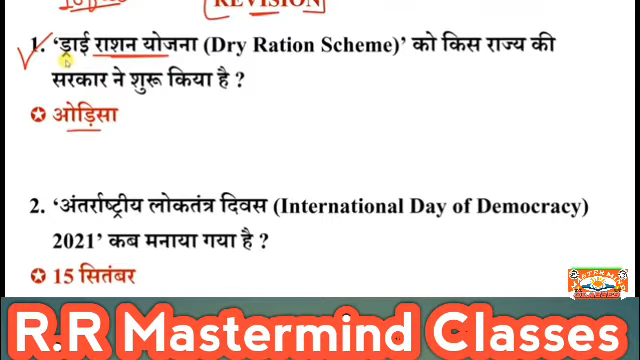 REVISION
1. ‘ड्राई राशन योजना (Dry Ration Scheme)’ को किस राज्य की
सरकार ने शुरू किया है ?
ओड़िसा
2. ‘अंतर्राष्ट्रीय लोकतंत्र दिवस (International Day of Democracy)
2021’ कब मनाया गया है ?
15 सितंबर
R.R Mastermind Classes